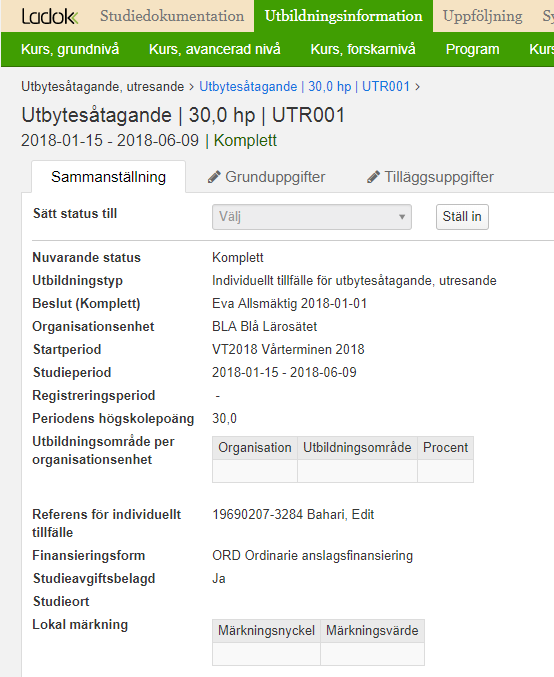 Ladok Studiedokumentation Utbildningsinformation Uppföljning
Kurs, grundnivå Kurs, avancerad nivå Kurs, forskarnivå Program Kurs
Utbytesåtagande, utresande > Utbytesåtagande | 30,0 hp | UTR001 >
Utbytesåtagande | 30,0 hp | UTR001
2018-01-15 - 2018-06-09 | Komplett
Sammanställning Grunduppgifter Tilläggsuppgifter
Sätt status till Välj Ställ in
Nuvarande status Komplett
Utbildningstyp Individuellt tillfälle för utbytesåtagande, utresande
Beslut (Komplett) Eva Allsmäktig 2018-01-01
Organisationsenhet BLA Blå Lärosätet
Startperiod VT2018 Vårterminen 2018
Studieperiod 2018-01-15 - 2018-06-09
Registreringsperiod -
Periodens högskolepoäng 30,0
Utbildningsområde per
organisationsenhet
Organisation Utbildningsområde Procent
Referens för individuellt
tillfälle
19690207-3284 Bahari, Edit
Finansieringsform ORD Ordinarie anslagsfinansiering
Studieavgiftsbelagd Ja
Studieort
Lokal märkning
Märkningsnyckel Märkningsvärde